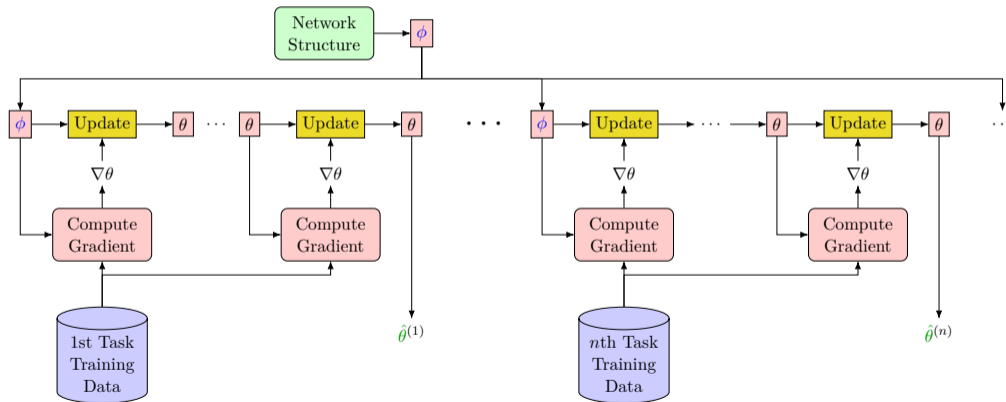 Network
Structure
ϕ
ϕ Update θ ··· θ Update θ ··· ϕ Update ··· θ Update θ ··
∇θ ∇θ ∇θ ∇θ
Compute
Gradient
Compute
Gradient
Compute
Gradient
Compute
Gradient
1st Task
Training
Data
θ̂⁽¹⁾
nth Task
Training
Data
θ̂⁽ⁿ⁾